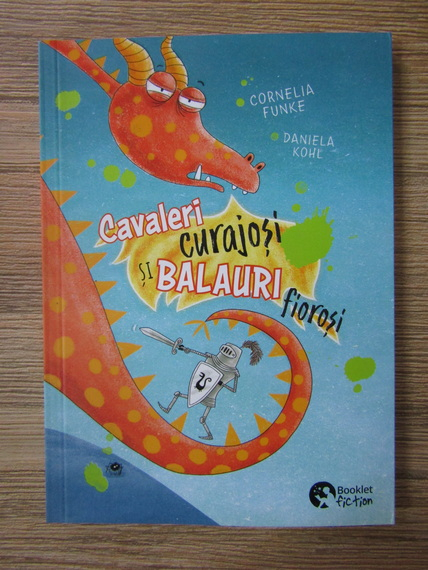 CORNELIA
FUNKE
DANIELA
KOHL
Cavaleri
curajoși
ȘI BALAURI
fioroși
Booklet
fiction